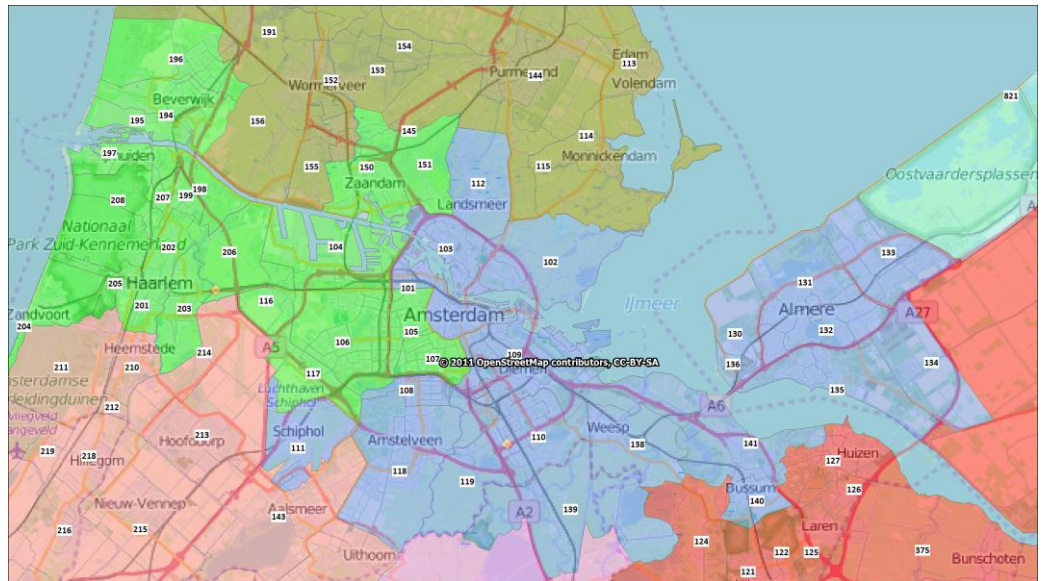 191
154
196
Edam
113
153
Purmerend
144
Wormerveer
152
Volendam
821
Beverwijk
194
195
156
145
114
197
155
150
151
115
Monnickendam
Zaandam
112
Oostvaardersplassen
208
207
199
198
Landsmeer
Nationaal
Park Zuid-Kennemerland
202
206
104
103
102
133
205
Haarlem
101
131
IJmeer
201
203
116
Amsterdam
Almere
A27
Zandvoort
204
105
132
130
Heemstede
A5
106
214
107
109
© 2011 OpenStreetMap contributors, CC-BY-SA
Diemen
134
211
210
117
136
108
135
Luchthaven
Schiphol
212
A6
213
Hoofddorp
Schiphol
111
Amstelveen
110
Weesp
138
141
Huizen
219
218
Hillegom
118
119
127
126
Bussum
140
Nieuw-Vennep
Aalsmeer
143
A2
139
216
215
Laren
124
122
125
375
Uithoorn
121
Bunschoten